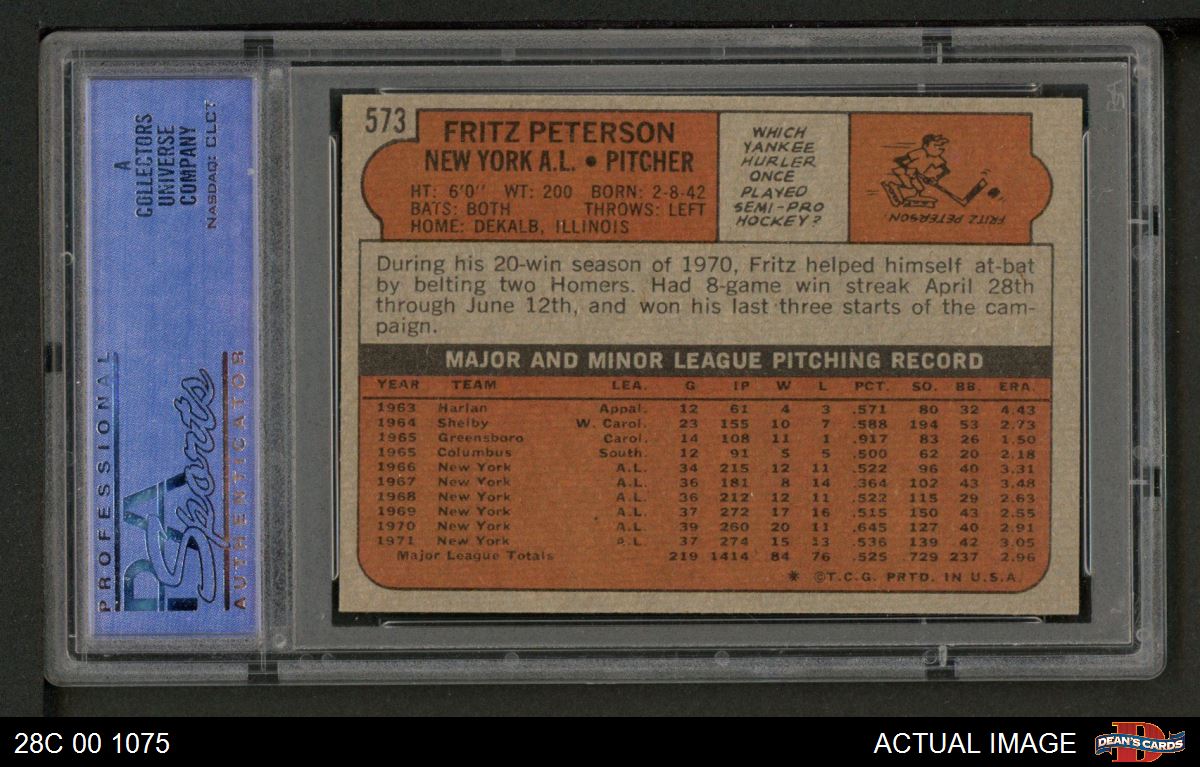 A
COLLECTORS
UNIVERSE
COMPANY
NASDAQ: CLCT
PROFESSIONAL
PSA
Sports
AUTHENTICATOR
573
FRITZ PETERSON
NEW YORK A.L. • PITCHER
HT: 6'0" WT: 200 BORN: 2-8-42
BATS: BOTH THROWS: LEFT
HOME: DEKALB, ILLINOIS
WHICH
YANKEE
HURLER
ONCE
PLAYED
SEMI-PRO
HOCKEY?
FRITZ PETERSON
During his 20-win season of 1970, Fritz helped himself at-bat
by belting two Homers. Had 8-game win streak April 28th
through June 12th, and won his last three starts of the cam-
paign.
MAJOR AND MINOR LEAGUE PITCHING RECORD
YEAR TEAM LEA. G IP W L PCT. SO. BB. ERA.
1963 Harlan Appal. 12 61 4 3 .571 80 32 4.43
1964 Shelby W. Carol. 23 155 10 7 .588 194 53 2.73
1965 Greensboro Carol. 14 108 11 1 .917 83 26 1.50
1965 Columbus South. 12 91 5 5 .500 62 20 2.18
1966 New York A.L. 34 215 12 11 .522 96 40 3.31
1967 New York A.L. 36 181 8 14 .364 102 43 3.48
1968 New York A.L. 36 212 12 11 .522 115 29 2.63
1969 New York A.L. 37 272 17 16 .515 150 43 2.55
1970 New York A.L. 39 260 20 11 .645 127 40 2.91
1971 New York A.L. 37 274 15 13 .536 139 42 3.05
Major League Totals 219 1414 84 76 .525 729 237 2.96
* ©T.C.G. PRTD. IN U.S.A.
28C 00 1075
ACTUAL IMAGE
D
DEAN'S CARDS